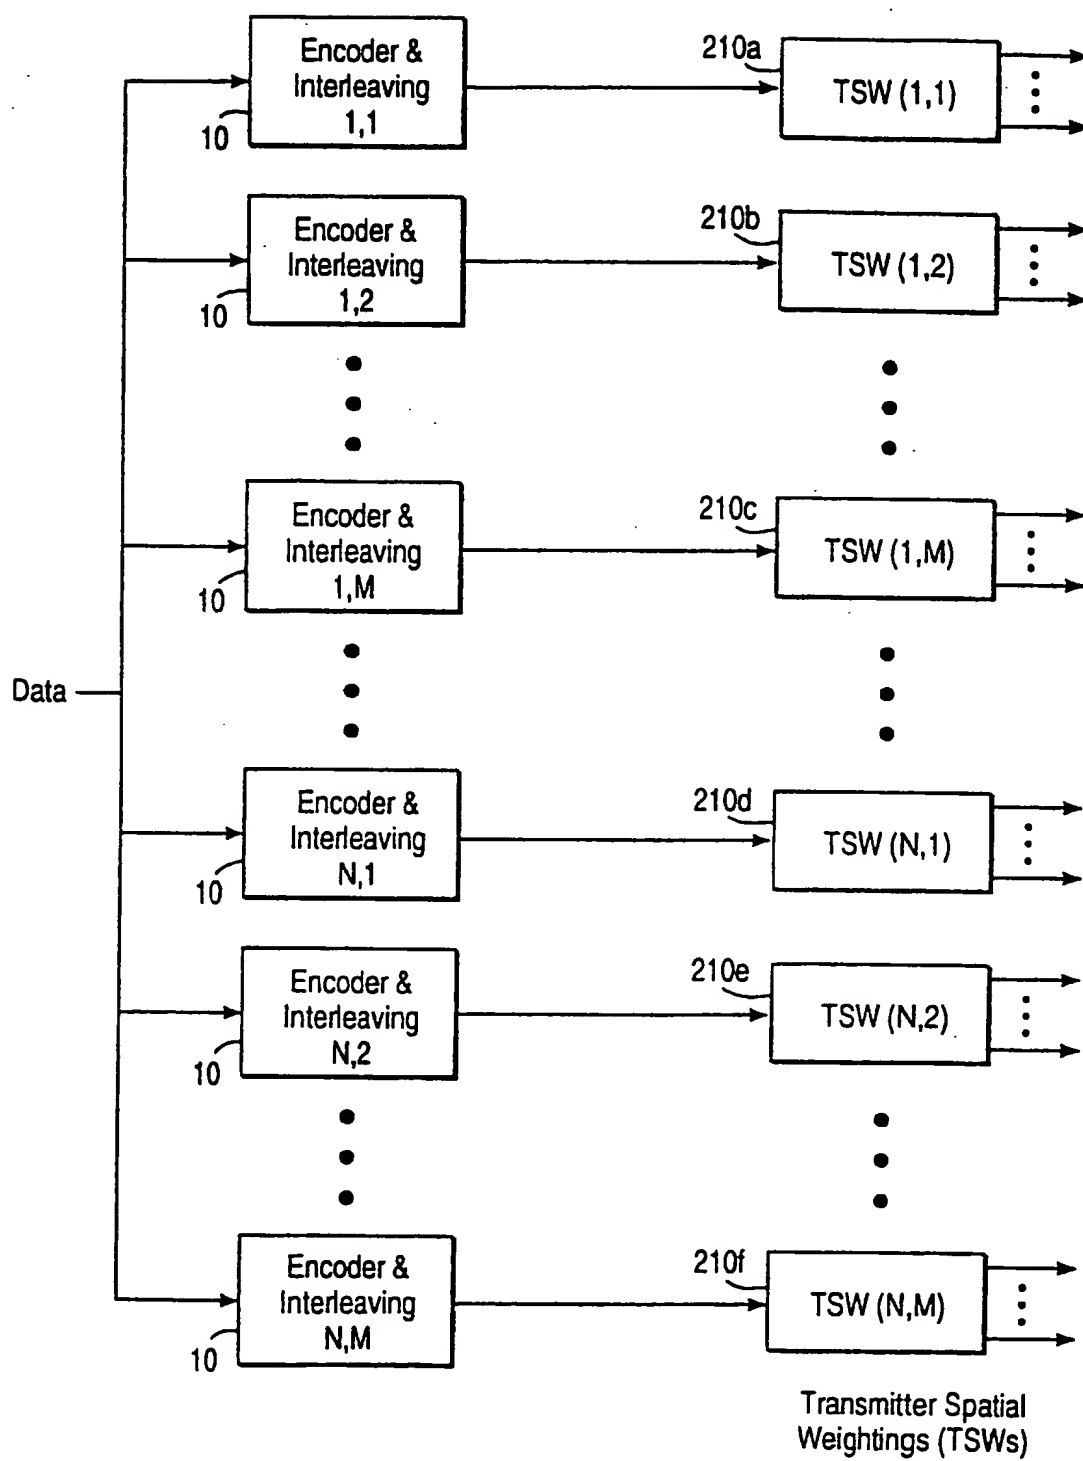 Encoder &
Interleaving
1,1
10
210a
TSW (1,1)
Encoder &
Interleaving
1,2
10
210b
TSW (1,2)
Encoder &
Interleaving
1,M
10
210c
TSW (1,M)
Data
Encoder &
Interleaving
N,1
10
210d
TSW (N,1)
Encoder &
Interleaving
N,2
10
210e
TSW (N,2)
Encoder &
Interleaving
N,M
10
210f
TSW (N,M)
Transmitter Spatial
Weightings (TSWs)